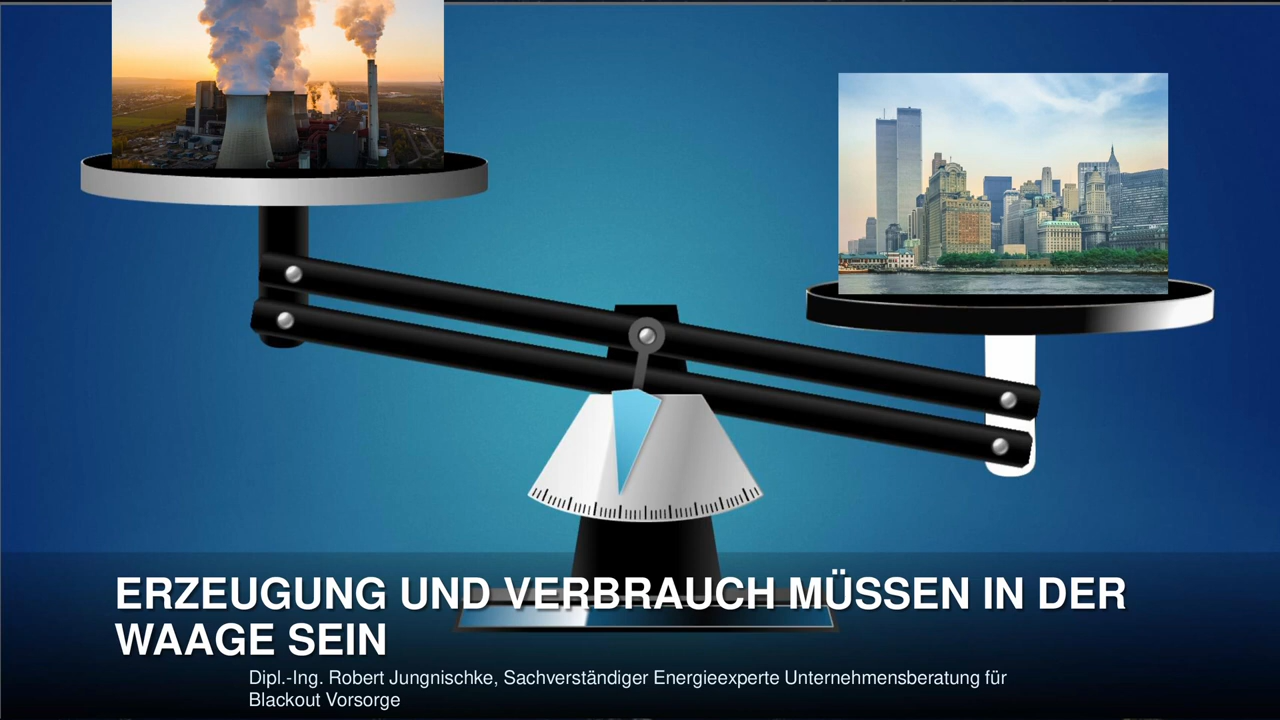 ERZEUGUNG UND VERBRAUCH MÜSSEN IN DER
WAAGE SEIN
Dipl.-Ing. Robert Jungnischke, Sachverständiger Energieexperte Unternehmensberatung für
Blackout Vorsorge